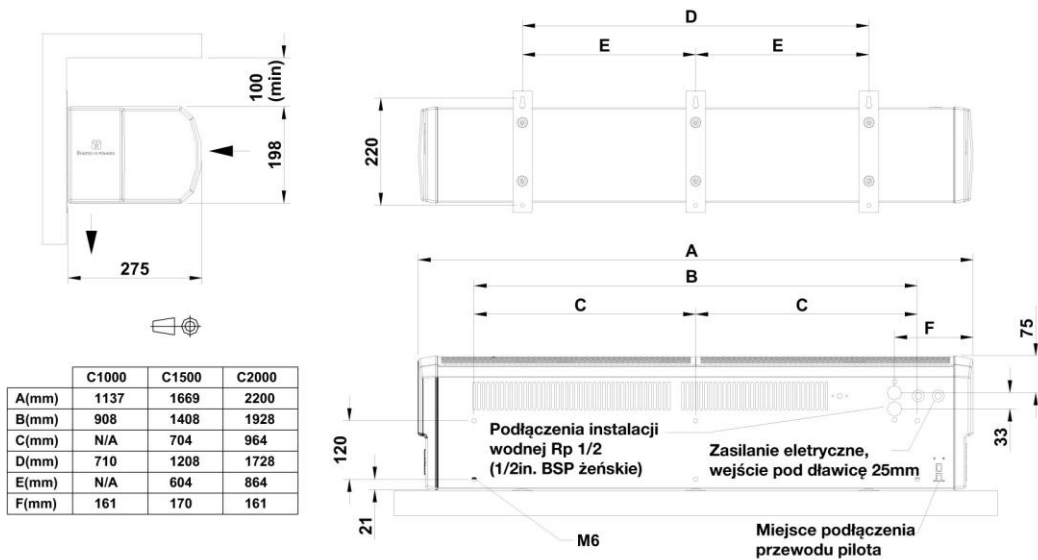 D
E E
100
(min)
198
220
275
A
B
C C
F
75
33
120
21
Podłączenia instalacji
wodnej Rp 1/2
(1/2in. BSP żeńskie)
Zasilanie eletryczne,
wejście pod dławicę 25mm
M6
Miejsce podłączenia
przewodu pilota
C1000 C1500 C2000
A(mm) 1137 1669 2200
B(mm) 908 1408 1928
C(mm) N/A 704 964
D(mm) 710 1208 1728
E(mm) N/A 604 864
F(mm) 161 170 161